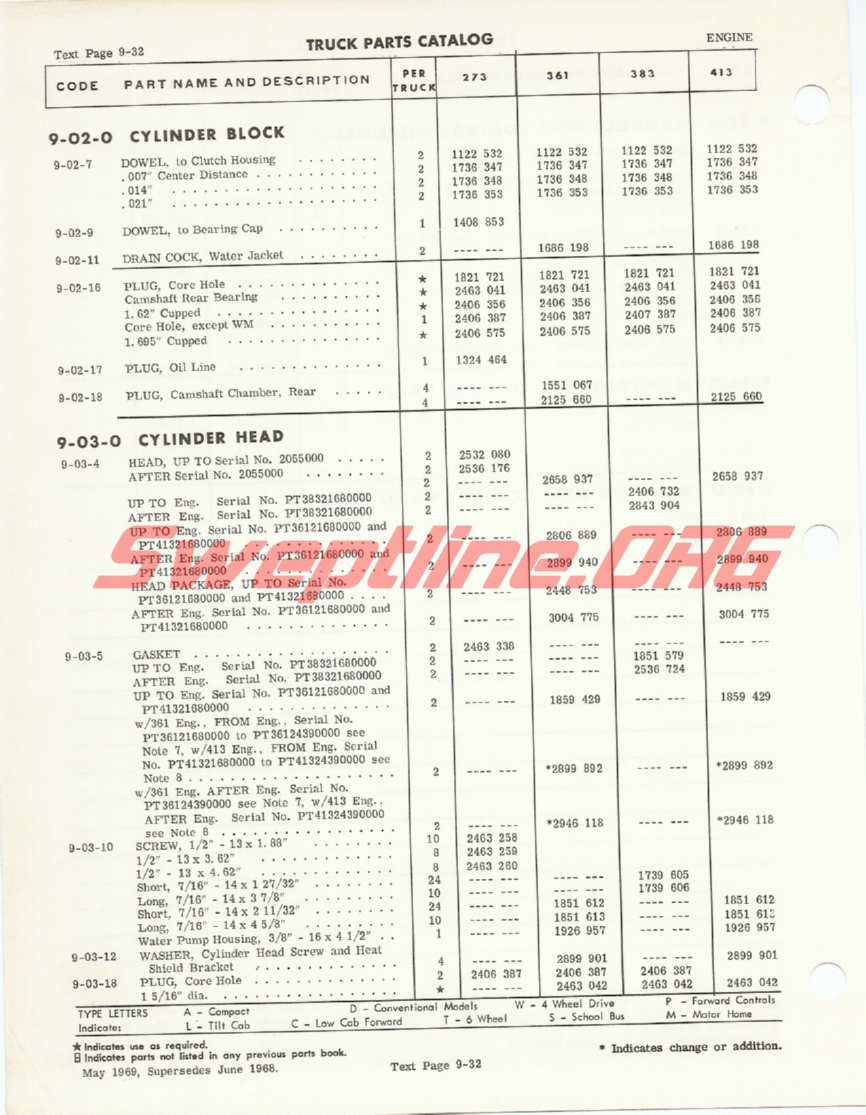 Text Page 9-32 TRUCK PARTS CATALOG ENGINE
CODE PART NAME AND DESCRIPTION PER TRUCK 273 361 383 413
9-02-0 CYLINDER BLOCK
9-02-7 DOWEL, to Clutch Housing . . . . . . . . 2 1122 532 1122 532 1122 532 1122 532
.007" Center Distance . . . . . . . . . . . . 2 1736 347 1736 347 1736 347 1736 347
.014" . . . . . . . . . . . . . . . . . . . . 2 1736 348 1736 348 1736 348 1736 348
.021" . . . . . . . . . . . . . . . . . . . . 2 1736 353 1736 353 1736 353 1736 353
9-02-9 DOWEL, to Bearing Cap . . . . . . . . . . 1 1408 853
9-02-11 DRAIN COCK, Water Jacket . . . . . . . . 2 ---- --- 1686 198 ---- --- 1686 198
9-02-16 PLUG, Core Hole . . . . . . . . . . . . . . ★ 1821 721 1821 721 1821 721 1821 721
Camshaft Rear Bearing . . . . . . . . . . ★ 2463 041 2463 041 2463 041 2463 041
1.62" Cupped . . . . . . . . . . . . . . . . ★ 2406 356 2406 356 2406 356 2406 356
Core Hole, except WM . . . . . . . . . . . 1 2406 387 2406 387 2407 387 2406 387
1.695" Cupped . . . . . . . . . . . . . . . ★ 2406 575 2406 575 2406 575 2406 575
9-02-17 PLUG, Oil Line . . . . . . . . . . . . . . 1 1324 464
9-02-18 PLUG, Camshaft Chamber, Rear . . . . . 4 ---- --- 1551 067
4 ---- --- 2125 660 ---- --- 2125 660
9-03-0 CYLINDER HEAD
9-03-4 HEAD, UP TO Serial No. 2055000 . . . . . 2 2532 080
AFTER Serial No. 2055000 . . . . . . . . 2 2536 176
2 ---- --- 2658 937 ---- --- 2658 937
UP TO Eng. Serial No. PT38321680000 2 ---- --- ---- --- 2406 732
AFTER Eng. Serial No. PT38321680000 2 ---- --- ---- --- 2843 904
UP TO Eng. Serial No. PT36121680000 and
PT41321680000 . . . . . . . . . . . . . . 2 ---- --- 2806 889 ---- --- 2806 889
AFTER Eng. Serial No. PT36121680000 and
PT41321680000 . . . . . . . . . . . . . . 2 ---- --- 2899 940 ---- --- 2899 940
HEAD PACKAGE, UP TO Serial No.
PT36121680000 and PT41321680000 . . . . 2 ---- --- 2448 753 ---- --- 2448 753
AFTER Eng. Serial No. PT36121680000 and
PT41321680000 . . . . . . . . . . . . . . 2 ---- --- 3004 775 ---- --- 3004 775
Swptline.ORG
9-03-5 GASKET . . . . . . . . . . . . . . . . . . . 2 2463 338 ---- --- ---- --- ---- ---
UP TO Eng. Serial No. PT38321680000 2 ---- --- ---- --- 1851 579
AFTER Eng. Serial No. PT38321680000 2 ---- --- ---- --- 2536 724
UP TO Eng. Serial No. PT36121680000 and
PT41321680000 . . . . . . . . . . . . . . 2 ---- --- 1859 429 ---- --- 1859 429
w/361 Eng., FROM Eng., Serial No.
PT36121680000 to PT36124390000 see
Note 7, w/413 Eng., FROM Eng. Serial
No. PT41321680000 to PT41324390000 see
Note 8 . . . . . . . . . . . . . . . . . . . . 2 ---- --- *2899 892 ---- --- *2899 892
w/361 Eng. AFTER Eng. Serial No.
PT36124390000 see Note 7, w/413 Eng.,
AFTER Eng. Serial No. PT41324390000
see Note 8 . . . . . . . . . . . . . . . . . 2 ---- --- *2946 118 ---- --- *2946 118
9-03-10 SCREW, 1/2" - 13 x 1.88" . . . . . . . . . 10 2463 258
1/2" - 13 x 3.62" . . . . . . . . . . . . . 8 2463 259
1/2" - 13 x 4.62" . . . . . . . . . . . . . 8 2463 260
Short, 7/16" - 14 x 1 27/32" . . . . . . . . 24 ---- --- ---- --- 1739 605
Long, 7/16" - 14 x 3 7/8" . . . . . . . . . 10 ---- --- ---- --- 1739 606
Short, 7/16" - 14 x 2 11/32" . . . . . . . . 24 ---- --- 1851 612 ---- --- 1851 612
Long, 7/16" - 14 x 4 5/8" . . . . . . . . . 10 ---- --- 1851 613 ---- --- 1851 613
Water Pump Housing, 3/8" - 16 x 4 1/2" . . 1 ---- --- 1926 957 ---- --- 1926 957
9-03-12 WASHER, Cylinder Head Screw and Heat
Shield Bracket . . . . . . . . . . . . . . 4 ---- --- 2899 901 ---- --- 2899 901
9-03-18 PLUG, Core Hole . . . . . . . . . . . . . . 2 2406 387 2406 387 2406 387
1 5/16" dia. . . . . . . . . . . . . . . . . . ★ ---- --- 2463 042 2463 042 2463 042
TYPE LETTERS A - Compact D - Conventional Models W - 4 Wheel Drive P - Forward Controls
Indicate: L - Tilt Cab C - Low Cab Forward T - 6 Wheel S - School Bus M - Motor Home
★ Indicates use as required.
日 Indicates parts not listed in any previous parts book. * Indicates change or addition.
May 1969, Supersedes June 1968. Text Page 9-32